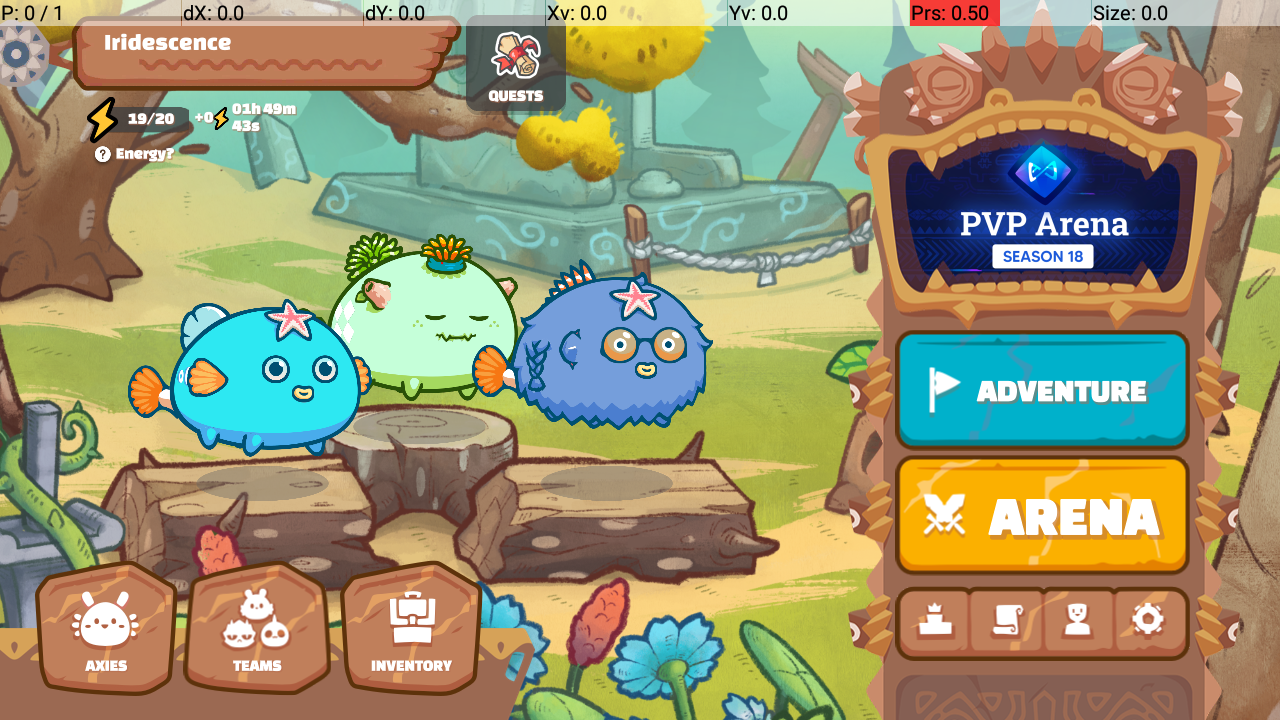 P: 0 / 1 dX: 0.0 dY: 0.0 Xv: 0.0 Yv: 0.0 Prs: 0.50 Size: 0.0
Iridescence
QUESTS
19/20 +0 01h 49m
43s
? Energy?
PVP Arena
SEASON 18
ADVENTURE
ARENA
AXIES TEAMS INVENTORY